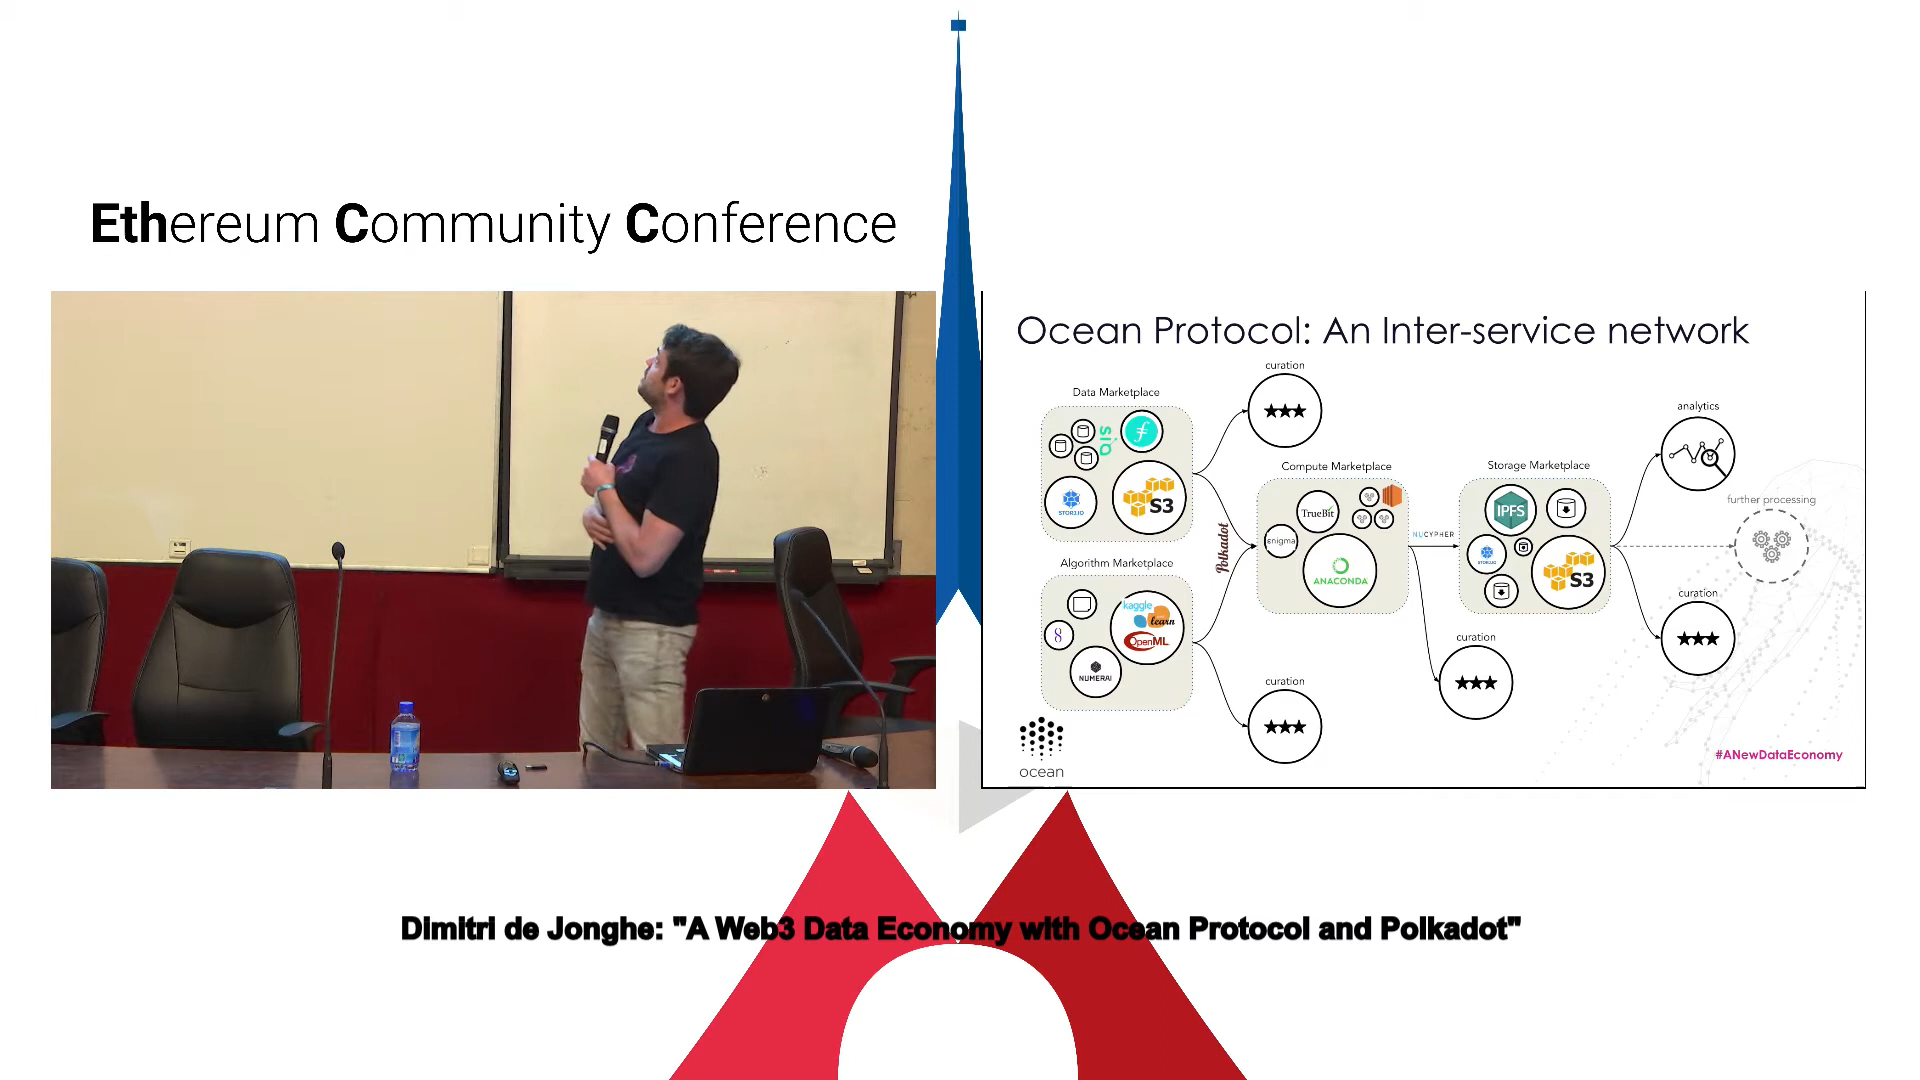 Ethereum Community Conference
Ocean Protocol: An Inter-service network
curation
★★★
Data Marketplace
sia
STORJ.IO
S3
Algorithm Marketplace
kaggle
learn
OpenML
NUMERAI
curation
★★★
Polkadot
Compute Marketplace
TrueBit
enigma
ANACONDA
NUCYPHER
curation
★★★
Storage Marketplace
IPFS
STORJ.IO
S3
analytics
further processing
curation
★★★
ocean
#ANewDataEconomy
Dimitri de Jonghe: "A Web3 Data Economy with Ocean Protocol and Polkadot"